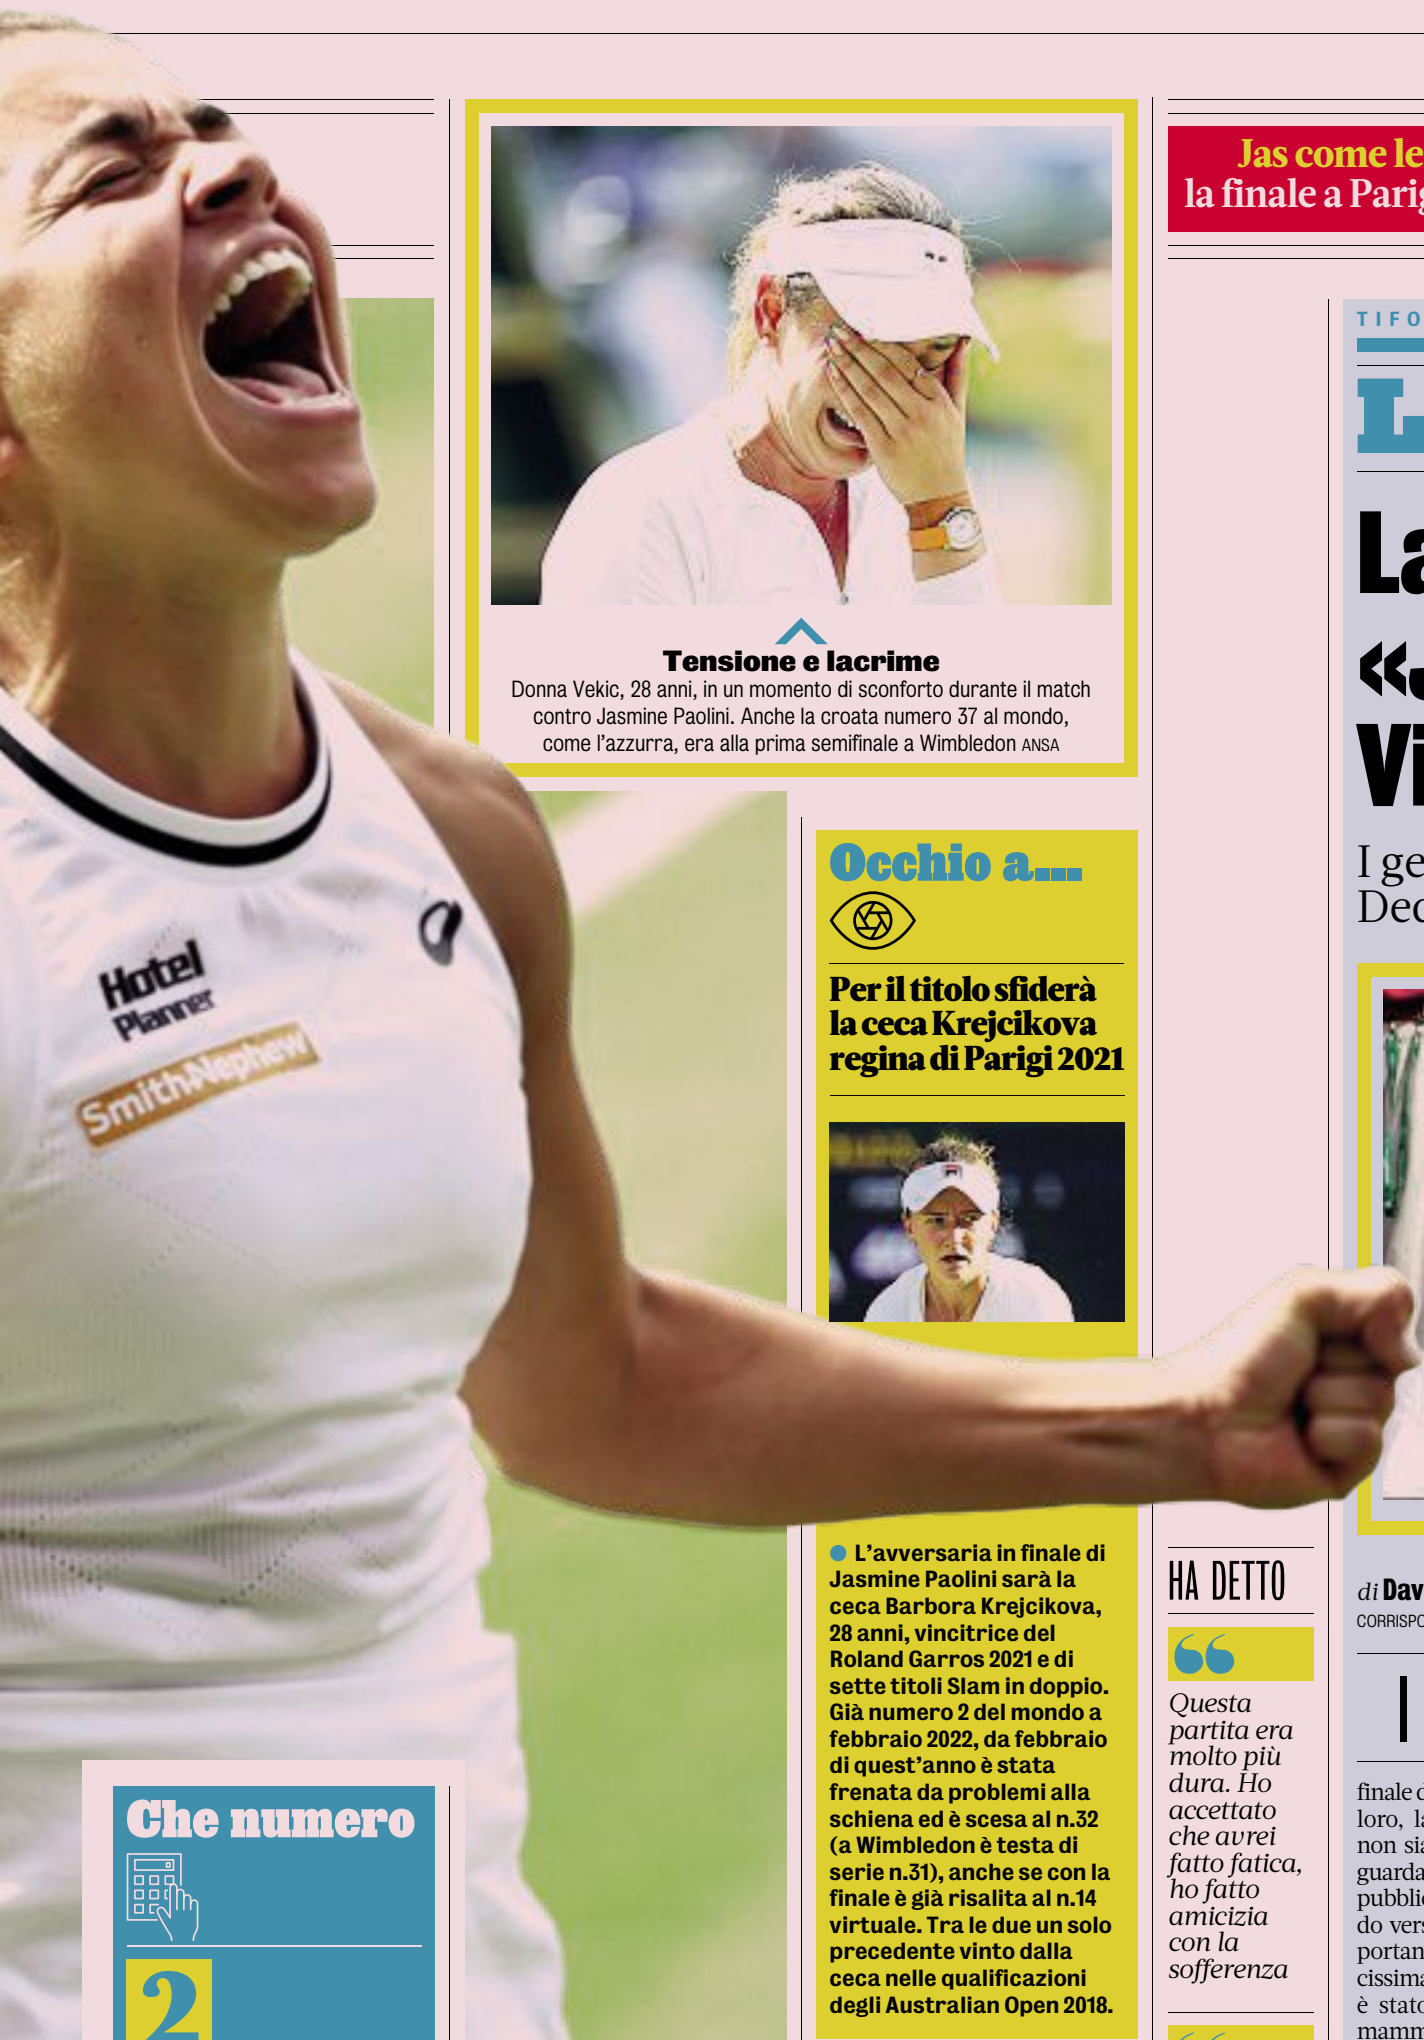 Jas come le
la finale a Parig
Tensione e lacrime
Donna Vekic, 28 anni, in un momento di sconforto durante il match
contro Jasmine Paolini. Anche la croata numero 37 al mondo,
come l'azzurra, era alla prima semifinale a Wimbledon ANSA
Hotel
Planner
Smith+Nephew
Occhio a...
Per il titolo sfiderà
la ceca Krejcikova
regina di Parigi 2021
● L'avversaria in finale di
Jasmine Paolini sarà la
ceca Barbora Krejcikova,
28 anni, vincitrice del
Roland Garros 2021 e di
sette titoli Slam in doppio.
Già numero 2 del mondo a
febbraio 2022, da febbraio
di quest'anno è stata
frenata da problemi alla
schiena ed è scesa al n.32
(a Wimbledon è testa di
serie n.31), anche se con la
finale è già risalita al n.14
virtuale. Tra le due un solo
precedente vinto dalla
ceca nelle qualificazioni
degli Australian Open 2018.
Che numero
2
HA DETTO
“
Questa
partita era
molto più
dura. Ho
accettato
che avrei
fatto fatica,
ho fatto
amicizia
con la
sofferenza
TIFO
L
La
«
Vi
I ge
Dec
di Dav
CORRISPO
I
finale d
loro, la
non sia
guarda
pubblic
do vers
portan
cissima
è stato
mamm